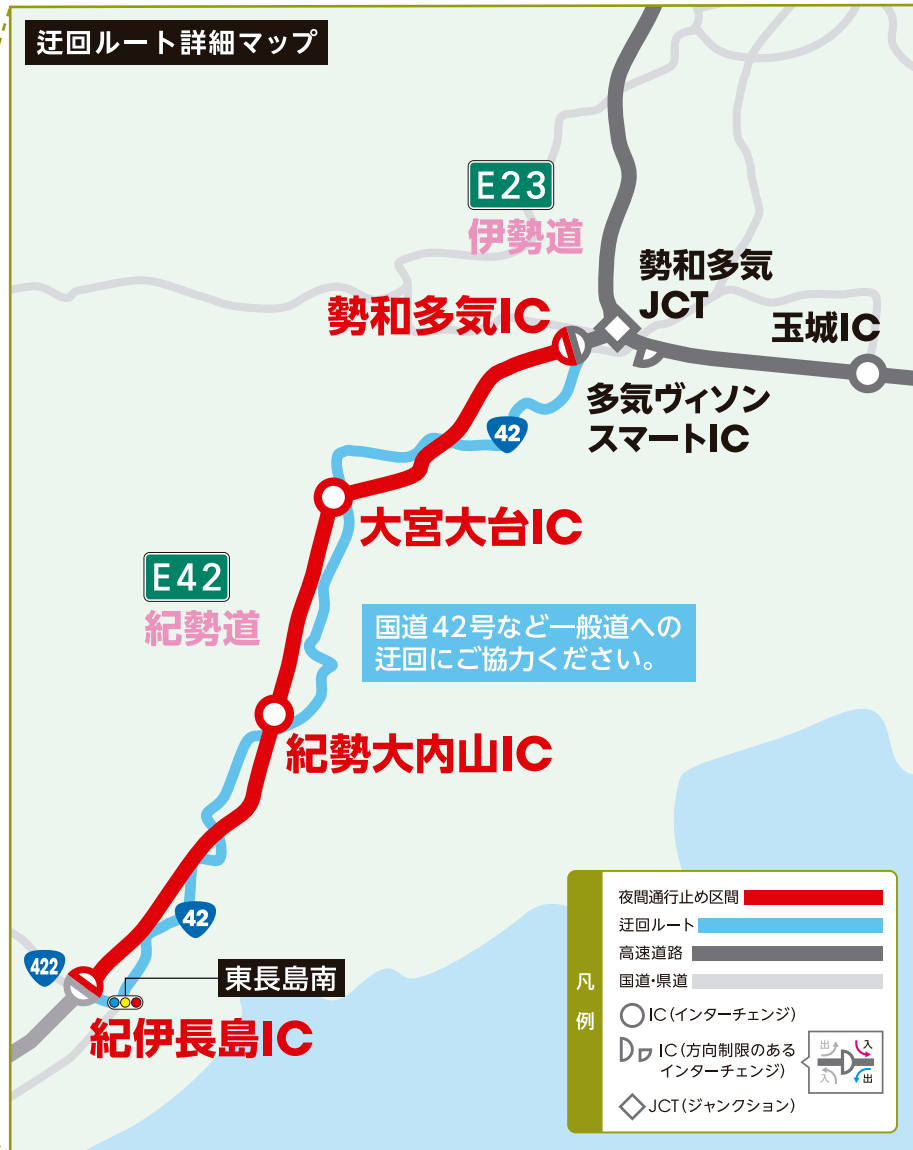 迂回ルート詳細マップ
E23
伊勢道
勢和多気
JCT
勢和多気IC
玉城IC
多気ヴィソン
スマートIC
42
大宮大台IC
E42
紀勢道
国道42号など一般道への
迂回にご協力ください。
紀勢大内山IC
42
422
東長島南
紀伊長島IC
凡例
夜間通行止め区間
迂回ルート
高速道路
国道・県道
IC（インターチェンジ）
IC（方向制限のある
インターチェンジ）
出 入
入 出
JCT（ジャンクション）